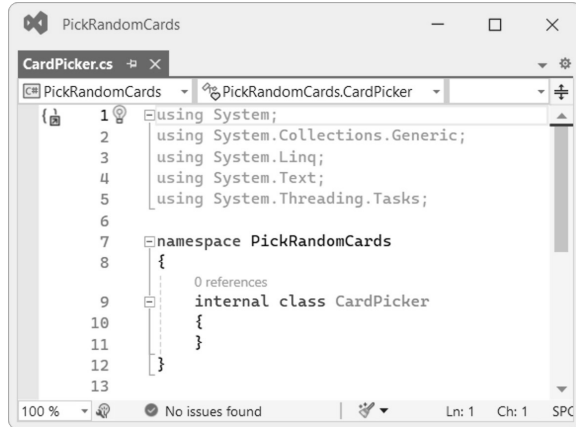 PickRandomCards
CardPicker.cs
C# PickRandomCards PickRandomCards.CardPicker
1 using System;
2 using System.Collections.Generic;
3 using System.Linq;
4 using System.Text;
5 using System.Threading.Tasks;
6
7 namespace PickRandomCards
8 {
0 references
9 internal class CardPicker
10 {
11 }
12 }
13
100 % No issues found Ln: 1 Ch: 1 SPC